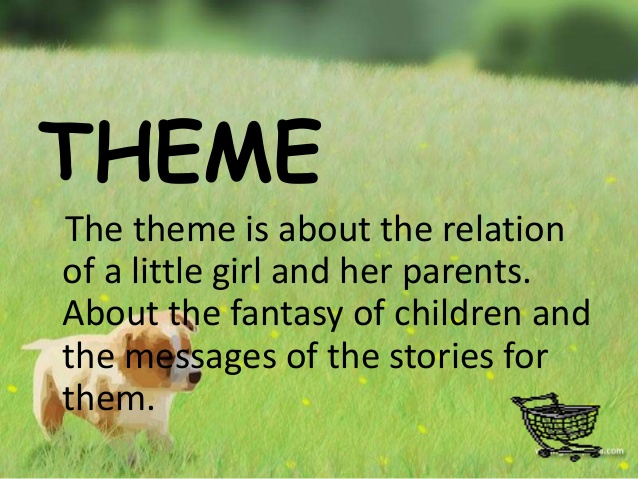 THEME
The theme is about the relation
of a little girl and her parents.
About the fantasy of children and
the messages of the stories for
them.